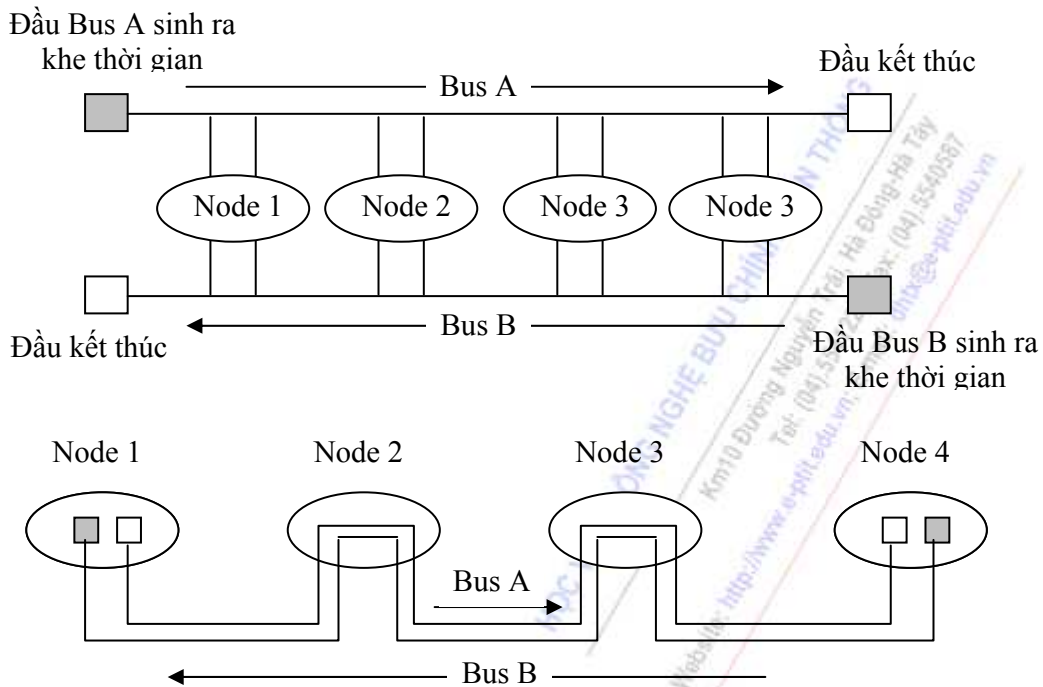 Đầu Bus A sinh ra
khe thời gian
Đầu kết thúc
Bus A
Node 1
Node 2
Node 3
Node 3
Bus B
Đầu kết thúc
Đầu Bus B sinh ra
khe thời gian
Node 1
Node 2
Node 3
Node 4
Bus A
Bus B